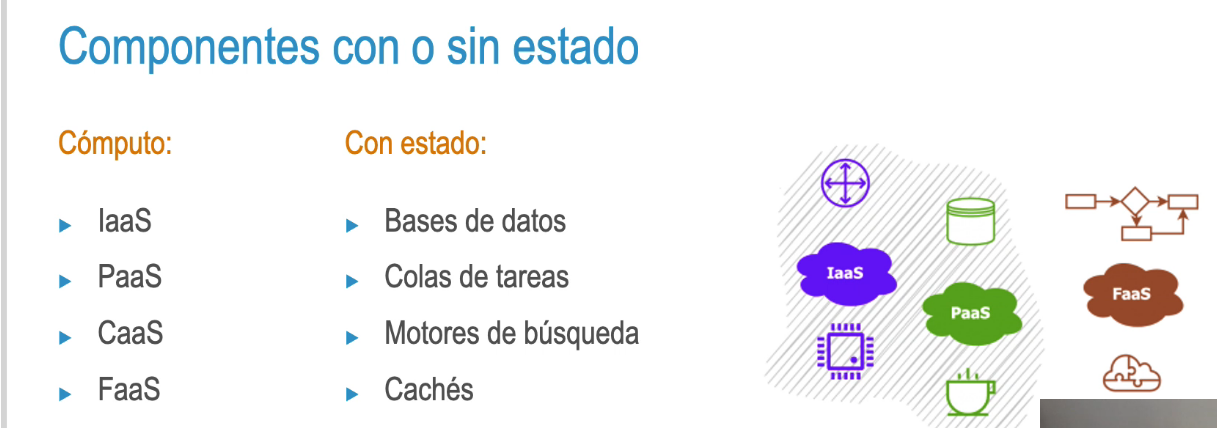 Componentes con o sin estado
Cómputo:
IaaS
PaaS
CaaS
FaaS
Con estado:
Bases de datos
Colas de tareas
Motores de búsqueda
Cachés
IaaS
PaaS
FaaS